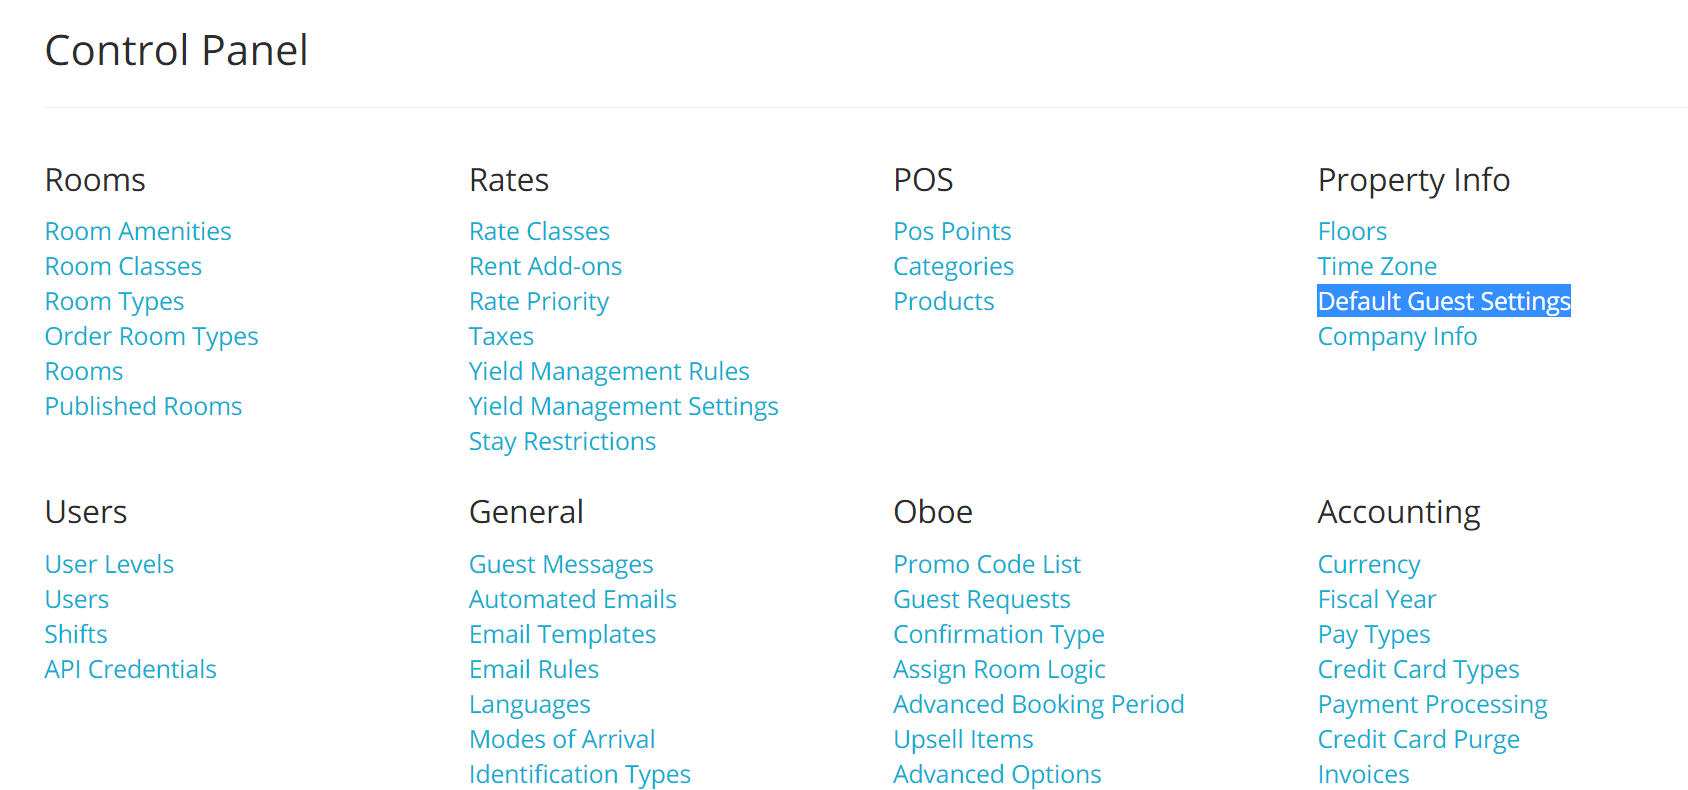 Control Panel
Rooms
Room Amenities
Room Classes
Room Types
Order Room Types
Rooms
Published Rooms
Rates
Rate Classes
Rent Add-ons
Rate Priority
Taxes
Yield Management Rules
Yield Management Settings
Stay Restrictions
POS
Pos Points
Categories
Products
Property Info
Floors
Time Zone
Default Guest Settings
Company Info
Users
User Levels
Users
Shifts
API Credentials
General
Guest Messages
Automated Emails
Email Templates
Email Rules
Languages
Modes of Arrival
Identification Types
Oboe
Promo Code List
Guest Requests
Confirmation Type
Assign Room Logic
Advanced Booking Period
Upsell Items
Advanced Options
Accounting
Currency
Fiscal Year
Pay Types
Credit Card Types
Payment Processing
Credit Card Purge
Invoices